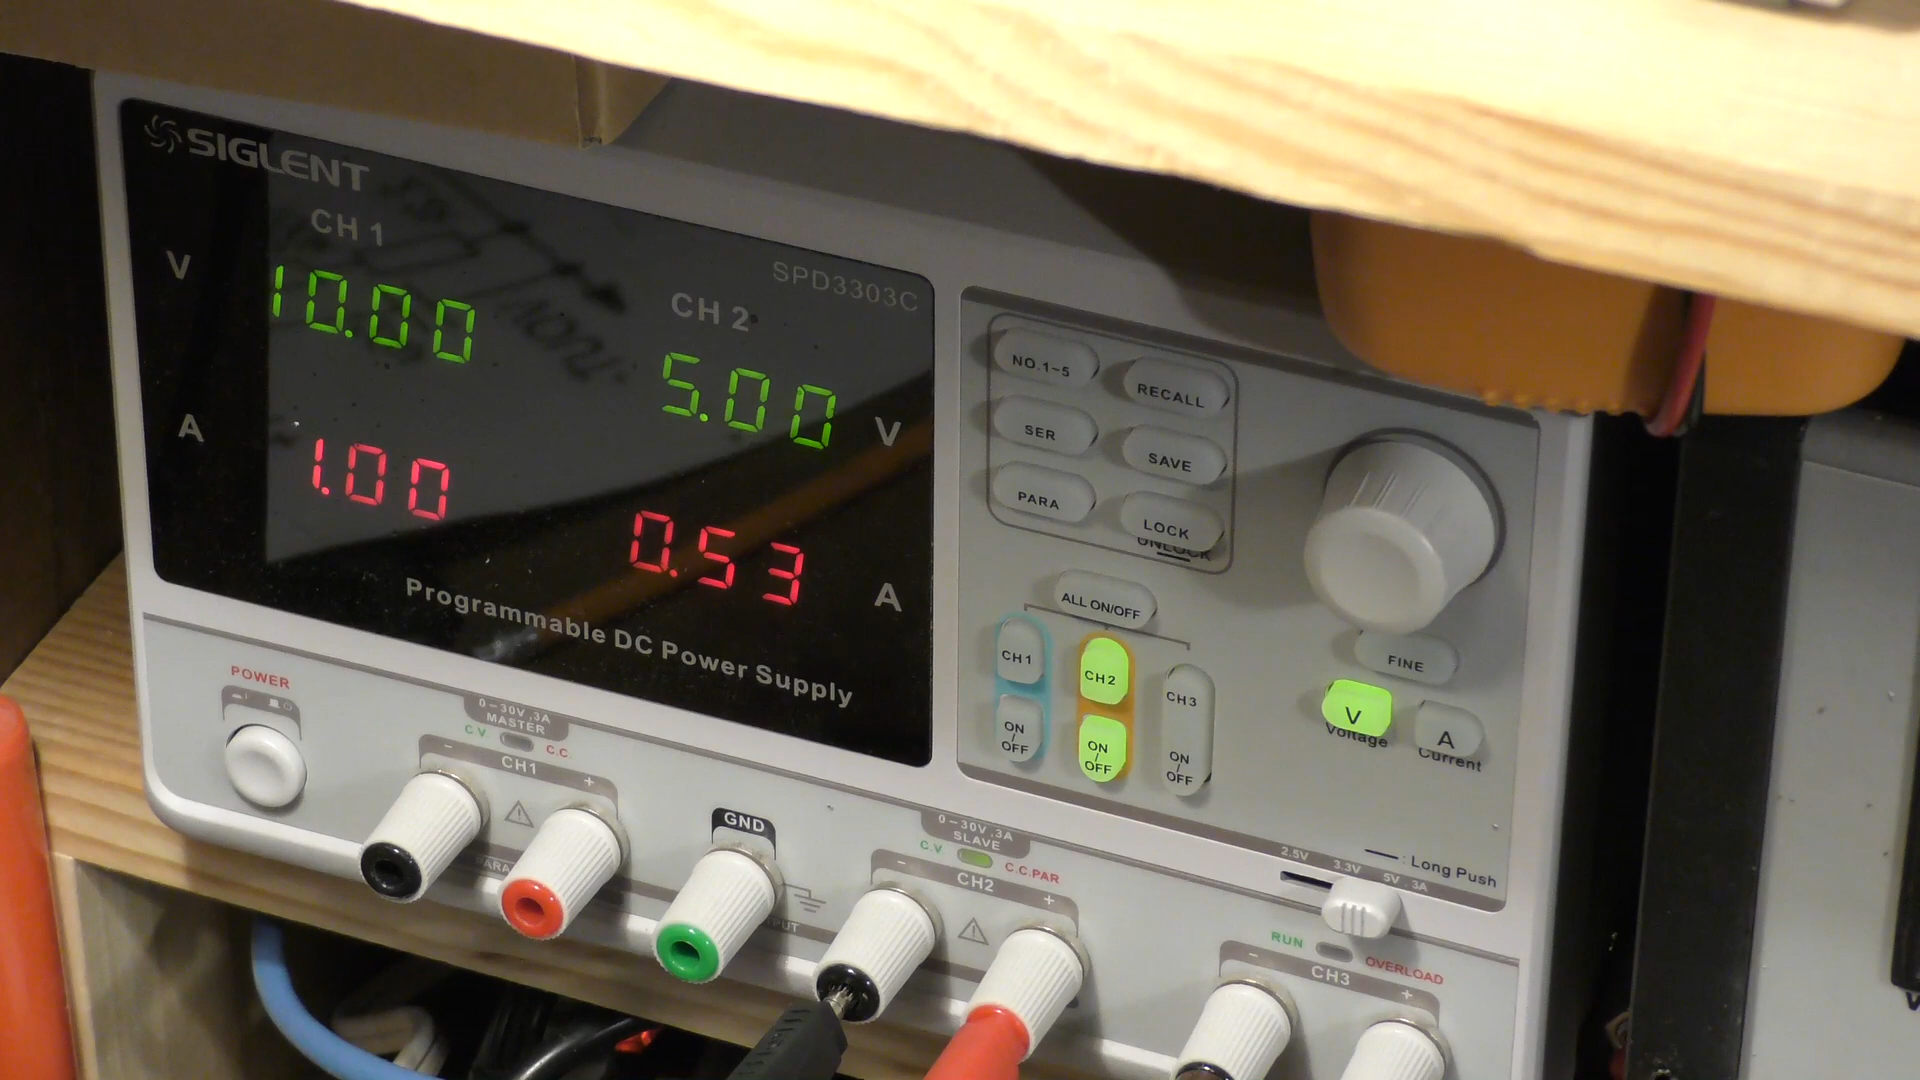 SIGLENT
SPD3303C
CH 1
CH 2
V
10.00
5.00
V
A
1.00
0.53
A
Programmable DC Power Supply
NO.1~5
RECALL
SER
SAVE
PARA
LOCK
UNLOCK
ALL ON/OFF
CH1
CH2
CH3
ON/OFF
ON/OFF
ON/OFF
FINE
V
Voltage
A
Current
2.5V 3.3V 5V .3A
: Long Push
POWER
0-30V .3A
MASTER
C.V
C.C.
CH1
- +
GND
0-30V .3A
SLAVE
C.V
C.C.PAR
CH2
- +
RUN
OVERLOAD
CH3
- +